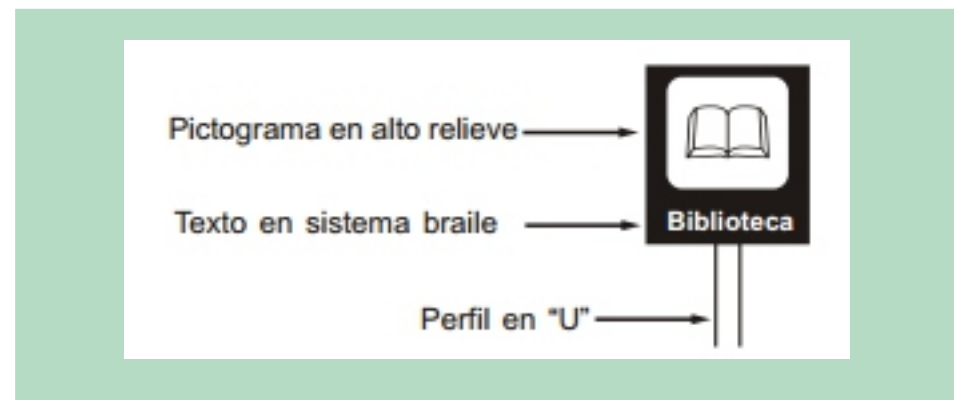 Pictograma en alto relieve
Texto en sistema braile
Biblioteca
Perfil en “U”